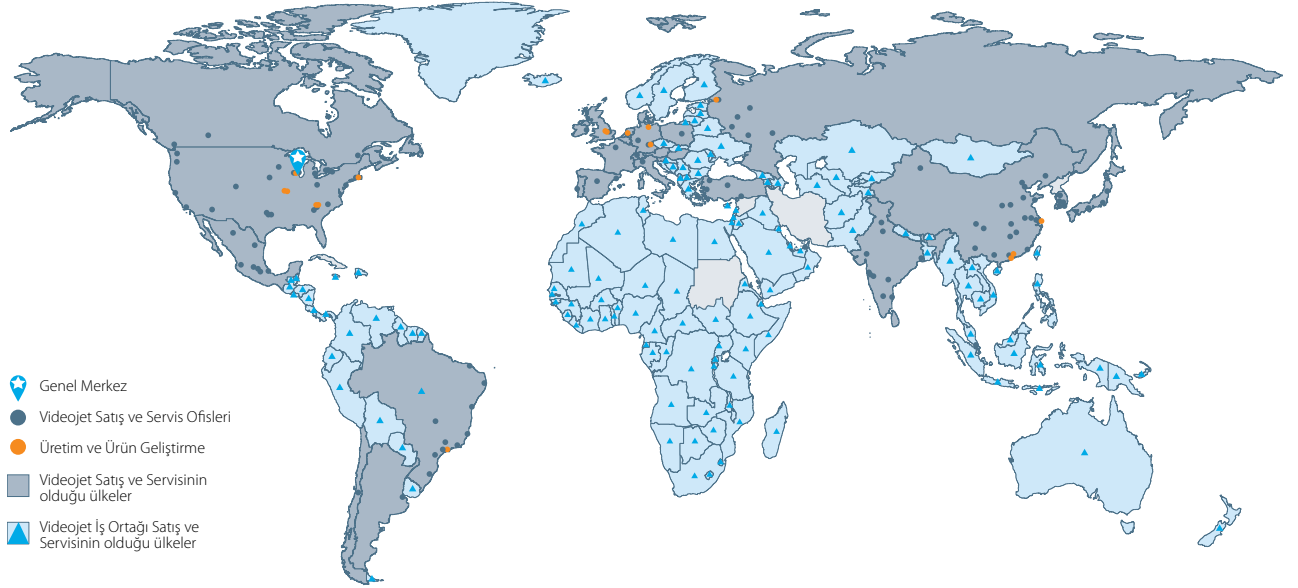 Genel Merkez
Videojet Satış ve Servis Ofisleri
Üretim ve Ürün Geliştirme
Videojet Satış ve Servisinin
olduğu ülkeler
Videojet İş Ortağı Satış ve
Servisinin olduğu ülkeler